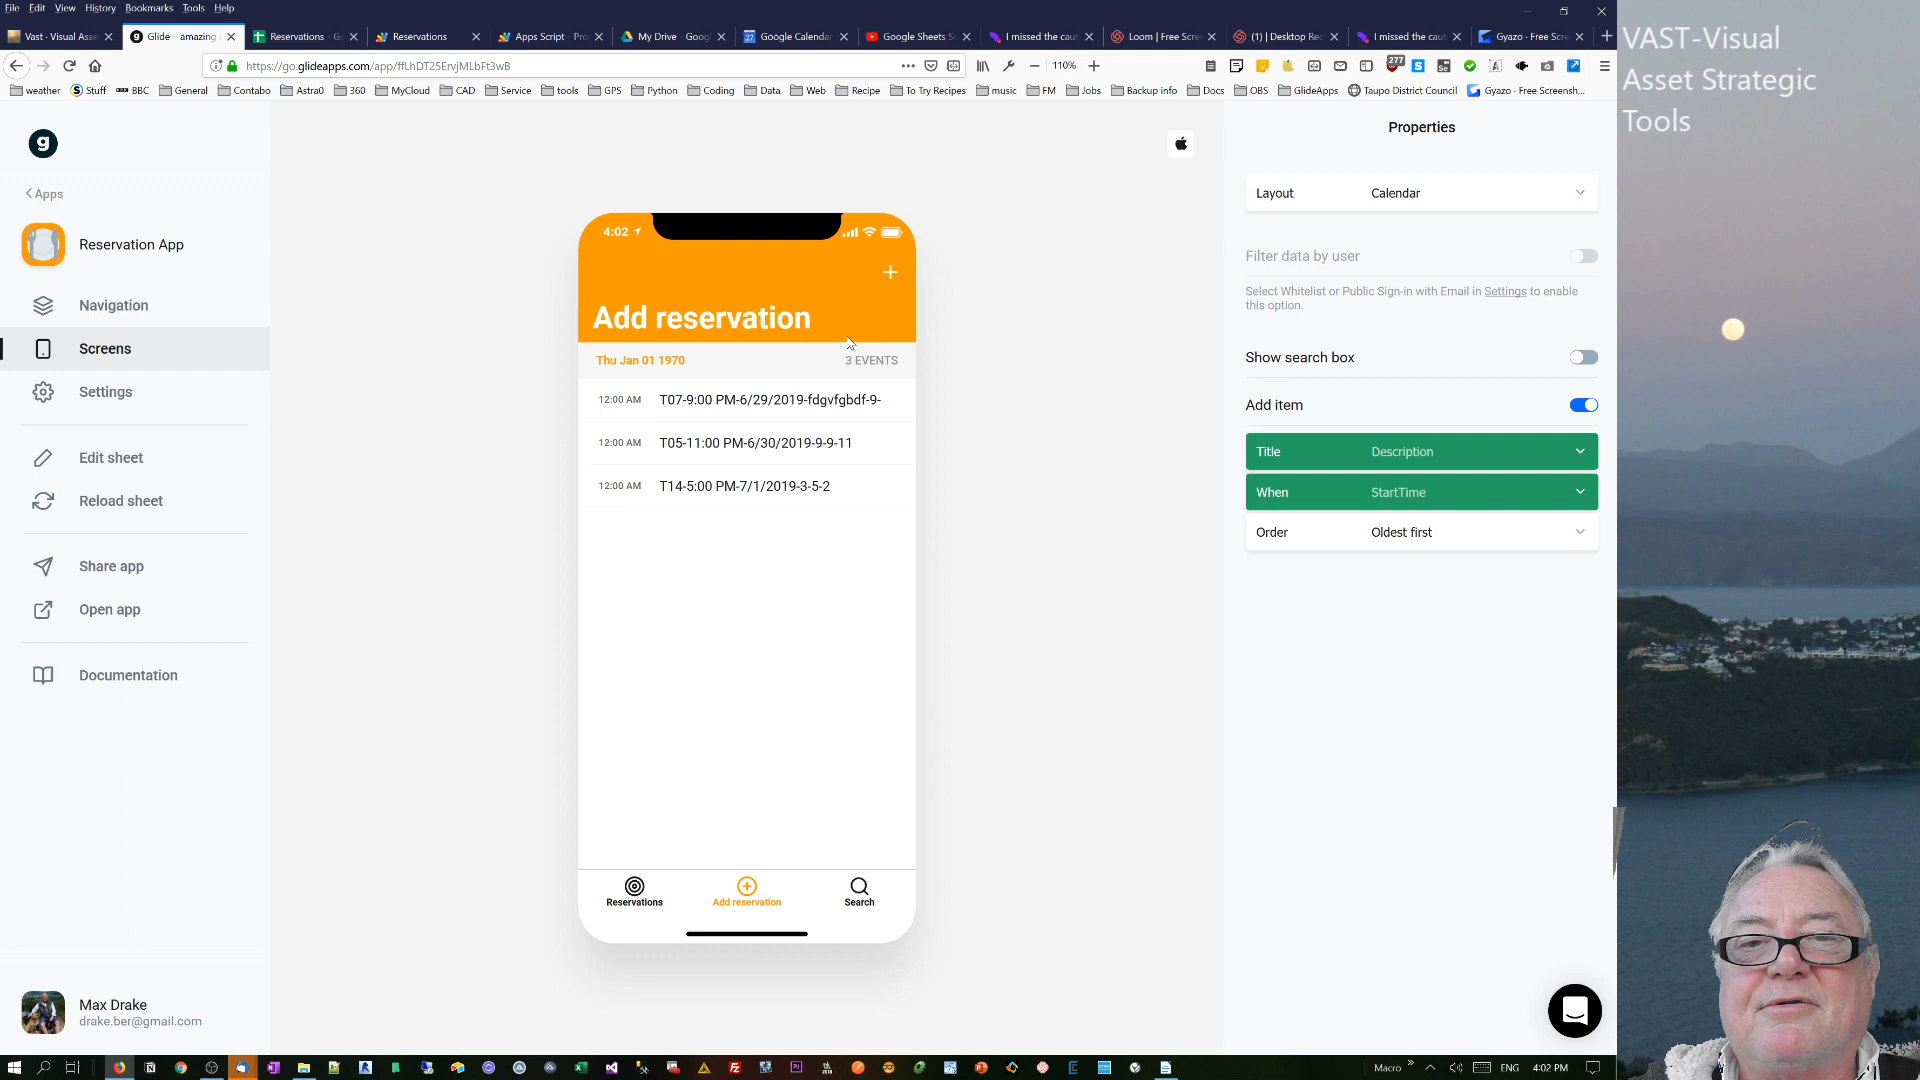 File Edit View History Bookmarks Tools Help
Vast - Visual Asse
Glide – amazing
Reservations - Go
Reservations
Apps Script - Pro
My Drive - Googl
Google Calendar
Google Sheets Sc
I missed the caut
Loom | Free Scre
(1) | Desktop Rec
I missed the caut
Gyazo - Free Scre
https://go.glideapps.com/app/ffLhDT25ErvjMLbFt3wB
110%
277
weather Stuff BBC General Contabo Astra0 360 MyCloud CAD Service tools GPS Python Coding Data Web Recipe To Try Recipes music FM Jobs Backup info Docs OBS GlideApps Taupo District Council Gyazo - Free Screensh...
VAST-Visual
Asset Strategic
Tools
g
Apps
Reservation App
Navigation
Screens
Settings
Edit sheet
Reload sheet
Share app
Open app
Documentation
Max Drake
drake.ber@gmail.com
4:02
+
Add reservation
Thu Jan 01 1970 3 EVENTS
12:00 AM T07-9:00 PM-6/29/2019-fdgvfgbdf-9-
12:00 AM T05-11:00 PM-6/30/2019-9-9-11
12:00 AM T14-5:00 PM-7/1/2019-3-5-2
Reservations Add reservation Search
Properties
Layout Calendar
Filter data by user
Select Whitelist or Public Sign-in with Email in Settings to enable
this option.
Show search box
Add item
Title Description
When StartTime
Order Oldest first
Macro ENG 4:02 PM